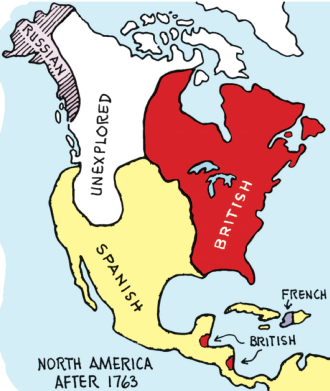 RUSSIAN
UNEXPLORED
BRITISH
SPANISH
FRENCH
BRITISH
NORTH AMERICA
AFTER 1763